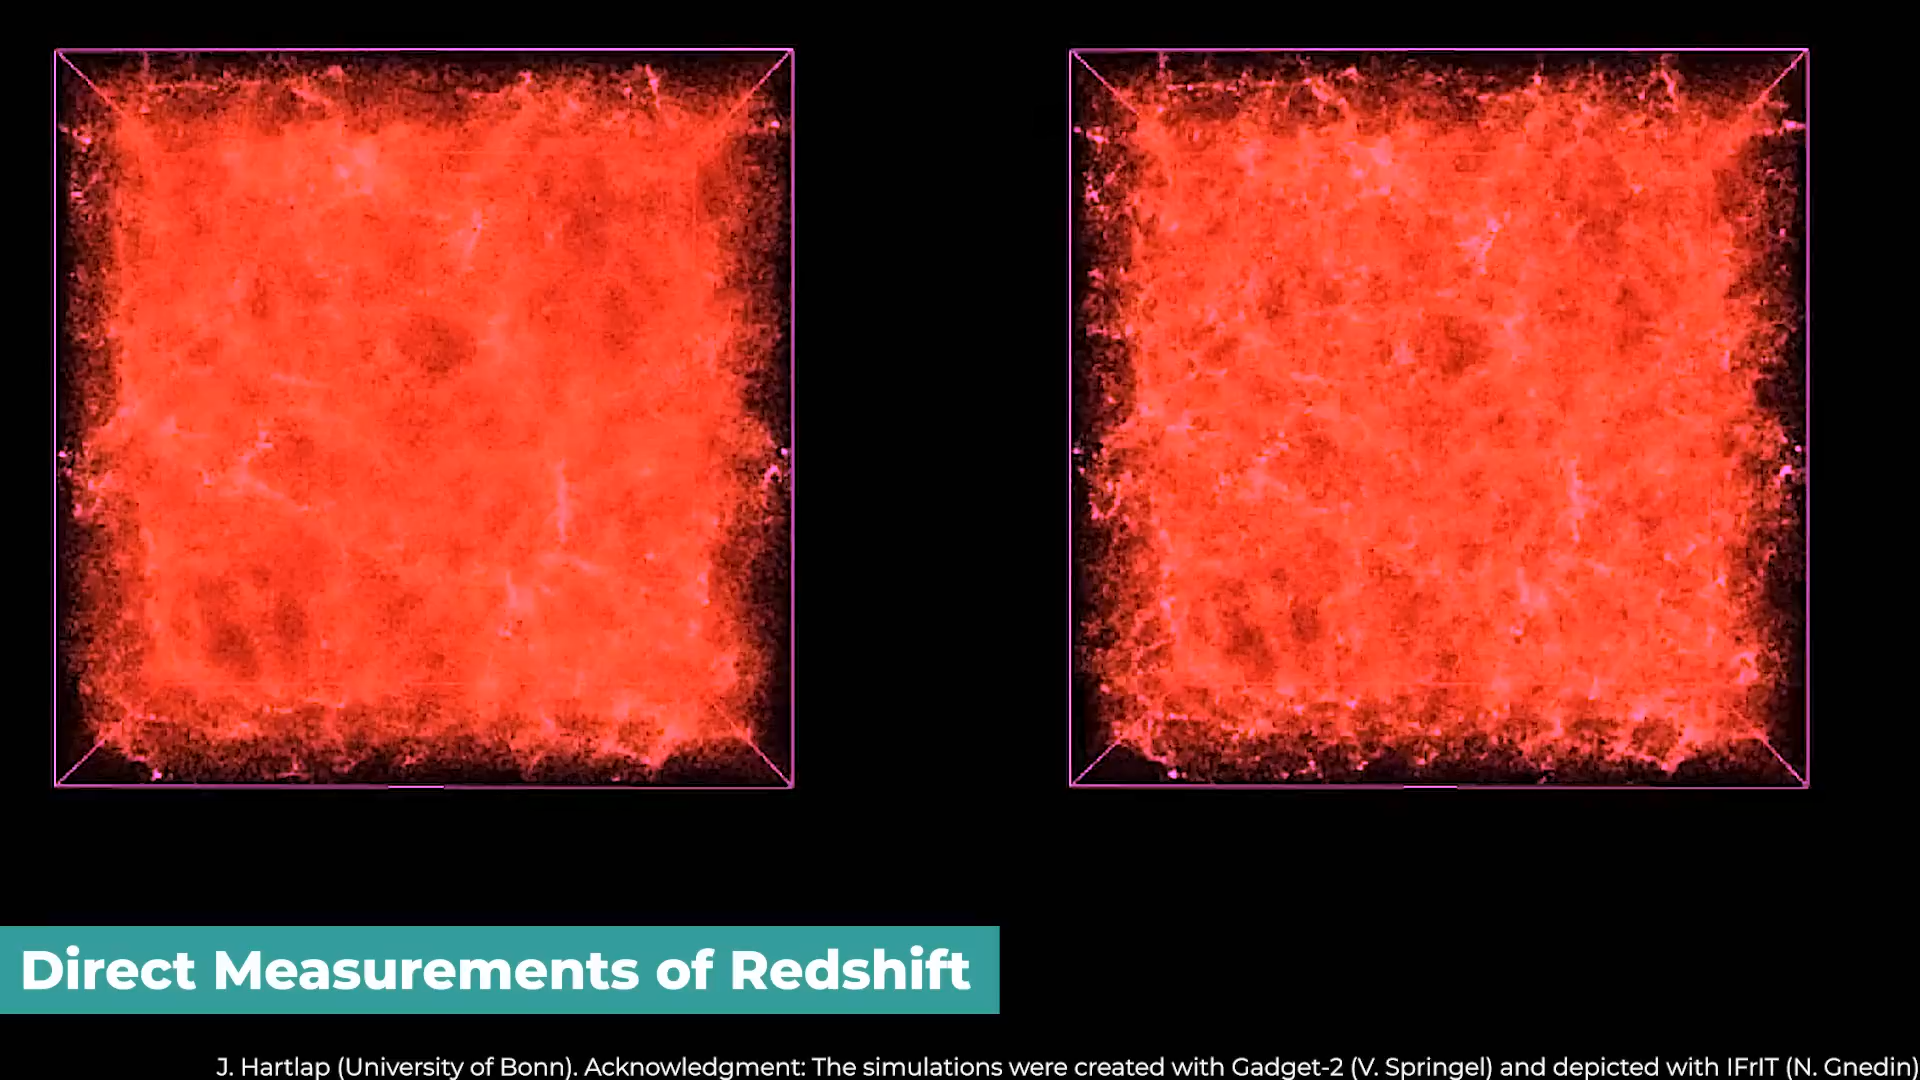 Direct Measurements of Redshift
J. Hartlap (University of Bonn). Acknowledgment: The simulations were created with Gadget-2 (V. Springel) and depicted with IFrIT (N. Gnedin)